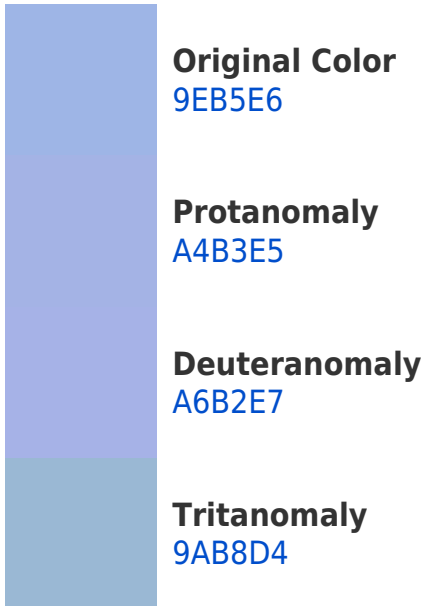 Original Color
9EB5E6
Protanomaly
A4B3E5
Deuteranomaly
A6B2E7
Tritanomaly
9AB8D4